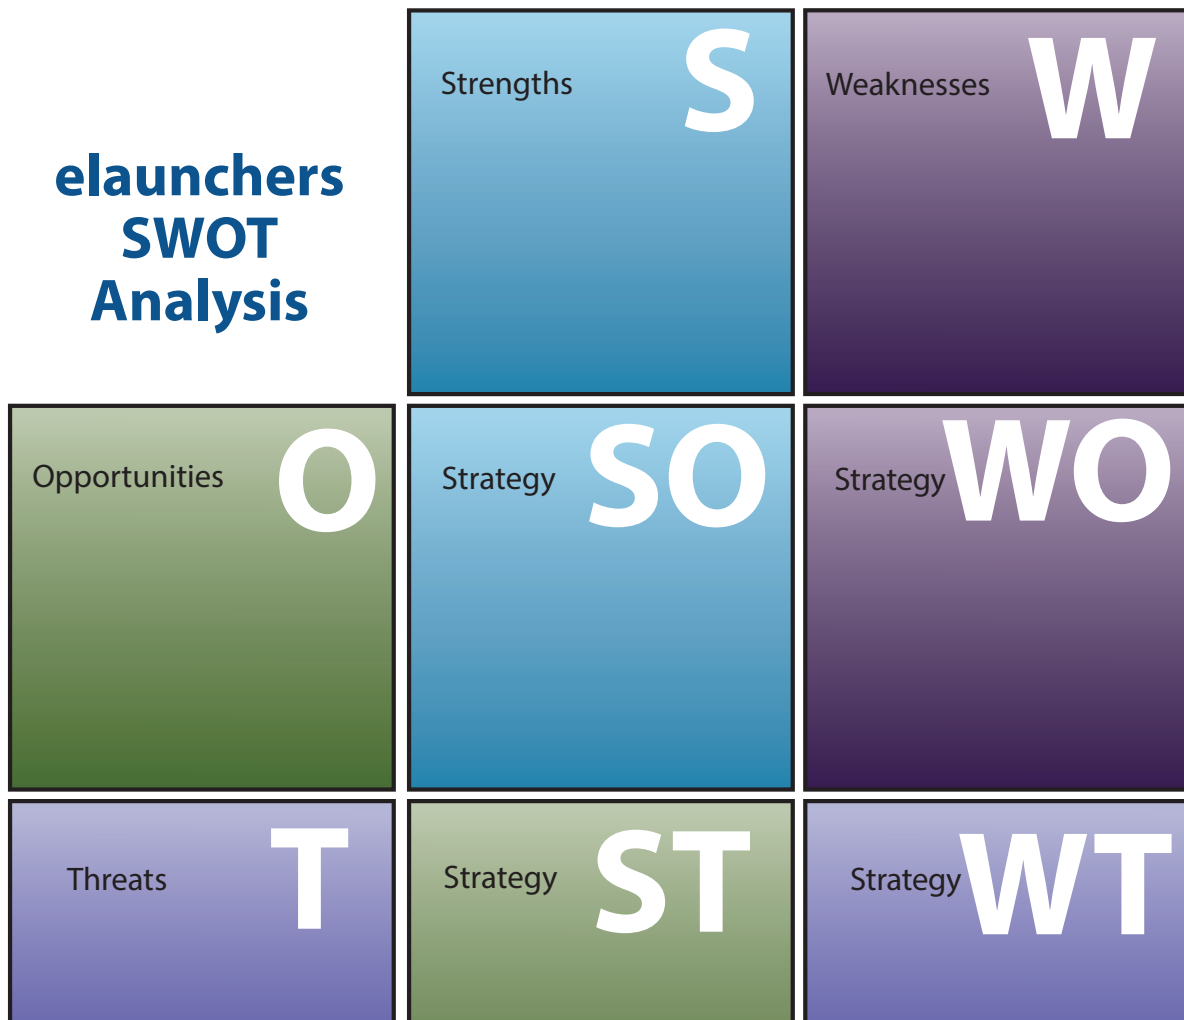 elaunchers
SWOT
Analysis
Strengths S
Weaknesses W
Opportunities O
Strategy SO
Strategy WO
Threats T
Strategy ST
Strategy WT